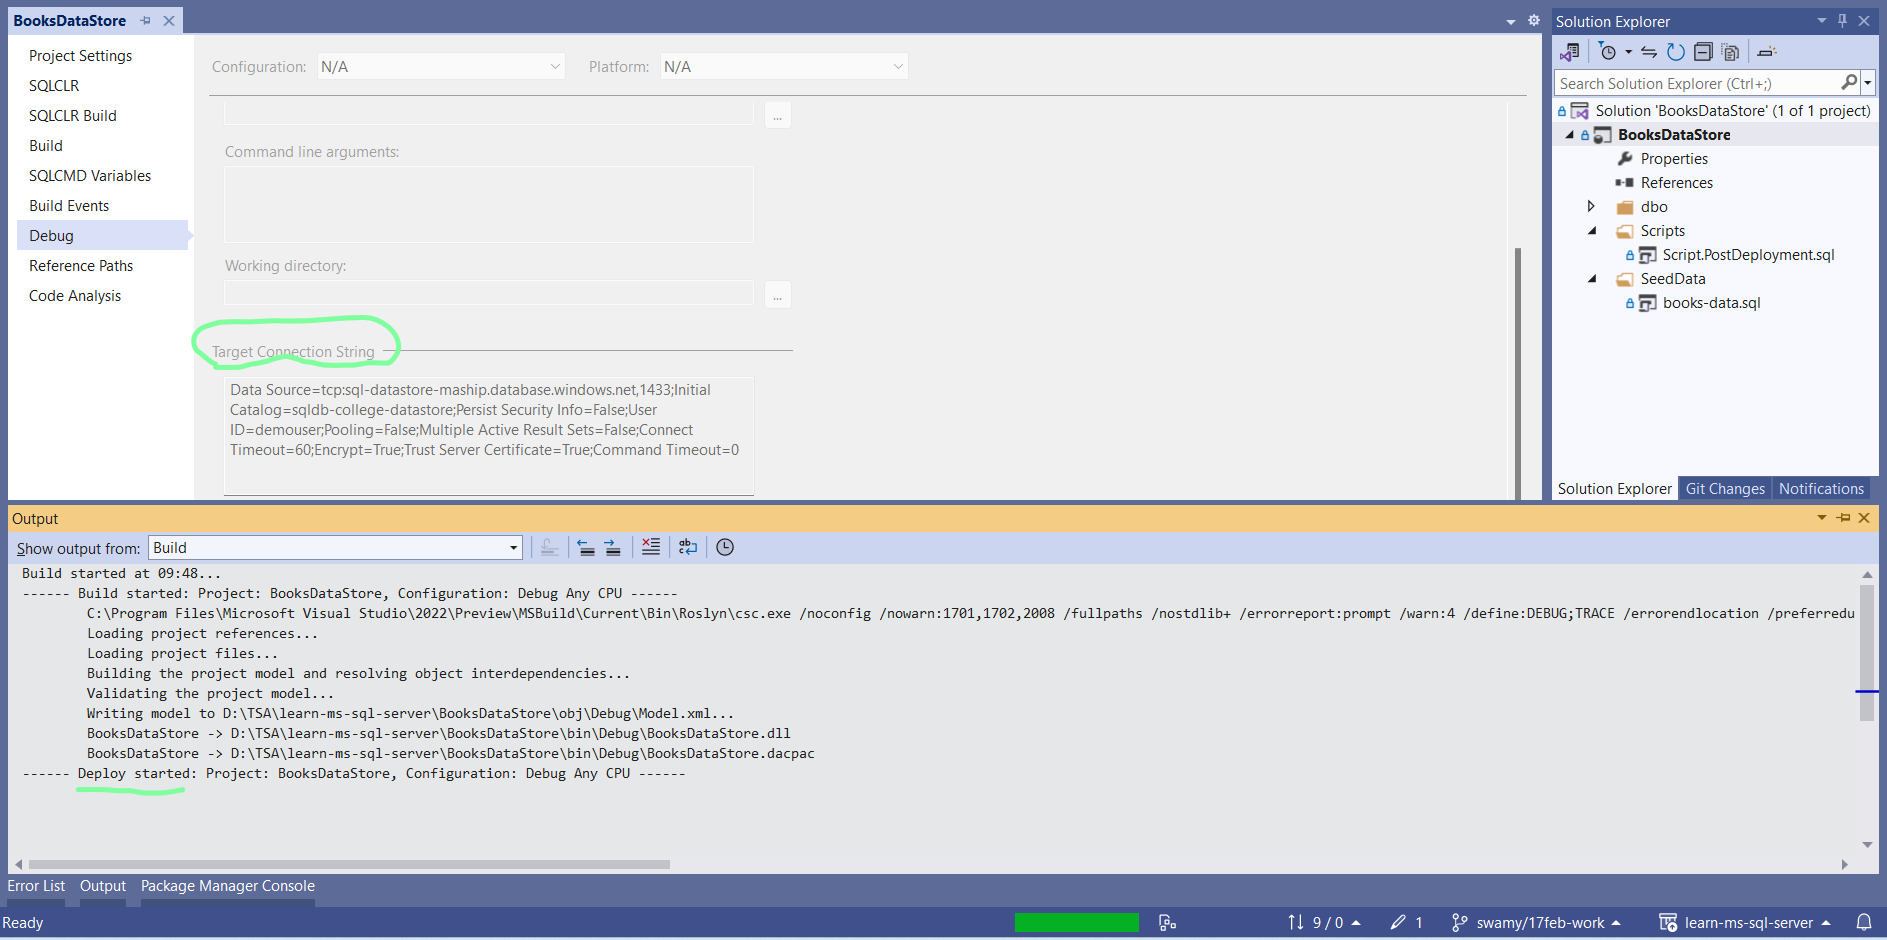 BooksDataStore
Project Settings
SQLCLR
SQLCLR Build
Build
SQLCMD Variables
Build Events
Debug
Reference Paths
Code Analysis
Configuration: N/A
Platform: N/A
...
Command line arguments:
Working directory:
...
Target Connection String
Data Source=tcp:sql-datastore-maship.database.windows.net,1433;Initial
Catalog=sqldb-college-datastore;Persist Security Info=False;User
ID=demouser;Pooling=False;Multiple Active Result Sets=False;Connect
Timeout=60;Encrypt=True;Trust Server Certificate=True;Command Timeout=0
Solution Explorer
Search Solution Explorer (Ctrl+;)
Solution 'BooksDataStore' (1 of 1 project)
BooksDataStore
Properties
References
dbo
Scripts
Script.PostDeployment.sql
SeedData
books-data.sql
Solution Explorer Git Changes Notifications
Output
Show output from: Build
Build started at 09:48...
------ Build started: Project: BooksDataStore, Configuration: Debug Any CPU ------
C:\Program Files\Microsoft Visual Studio\2022\Preview\MSBuild\Current\Bin\Roslyn\csc.exe /noconfig /nowarn:1701,1702,2008 /fullpaths /nostdlib+ /errorreport:prompt /warn:4 /define:DEBUG;TRACE /errorendlocation /preferredu
Loading project references...
Loading project files...
Building the project model and resolving object interdependencies...
Validating the project model...
Writing model to D:\TSA\learn-ms-sql-server\BooksDataStore\obj\Debug\Model.xml...
BooksDataStore -> D:\TSA\learn-ms-sql-server\BooksDataStore\bin\Debug\BooksDataStore.dll
BooksDataStore -> D:\TSA\learn-ms-sql-server\BooksDataStore\bin\Debug\BooksDataStore.dacpac
------ Deploy started: Project: BooksDataStore, Configuration: Debug Any CPU ------
Error List Output Package Manager Console
Ready
9 / 0
1
swamy/17feb-work
learn-ms-sql-server